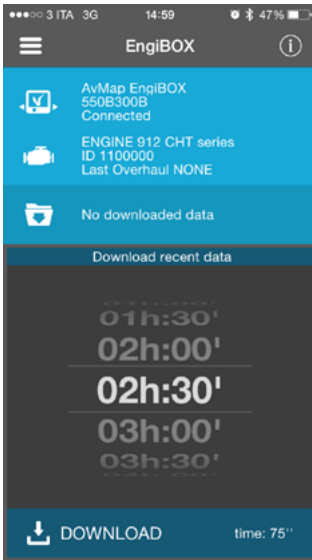 3 ITA 3G 14:59 47%
EngiBOX
AvMap EngiBOX
550B300B
Connected
ENGINE 912 CHT series
ID 1100000
Last Overhaul NONE
No downloaded data
Download recent data
01h:30'
02h:00'
02h:30'
03h:00'
03h:30'
DOWNLOAD time: 75''